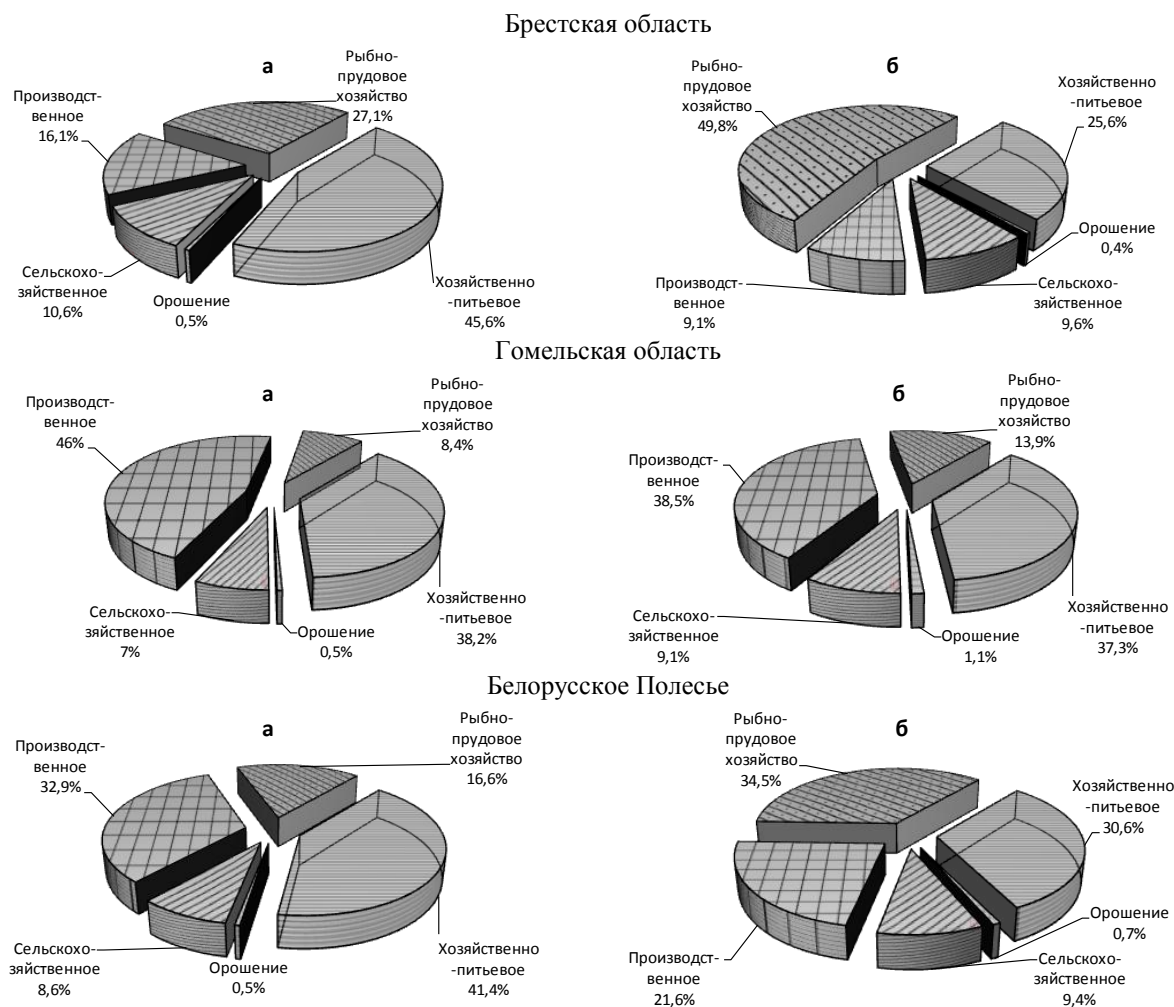 Брестская область
а
Рыбно-
прудовое
хозяйство
27,1%
Производст-
венное
16,1%
Сельскохо-
зяйственное
10,6%
Орошение
0,5%
Хозяйственно
-питьевое
45,6%
б
Рыбно-
прудовое
хозяйство
49,8%
Хозяйственно
-питьевое
25,6%
Орошение
0,4%
Производст-
венное
9,1%
Сельскохо-
зяйственное
9,6%
Гомельская область
а
Производст-
венное
46%
Рыбно-
прудовое
хозяйство
8,4%
Сельскохо-
зяйственное
7%
Орошение
0,5%
Хозяйственно
-питьевое
38,2%
б
Рыбно-
прудовое
хозяйство
13,9%
Производст-
венное
38,5%
Сельскохо-
зяйственное
9,1%
Орошение
1,1%
Хозяйственно
-питьевое
37,3%
Белорусское Полесье
а
Рыбно-
прудовое
хозяйство
16,6%
Производст-
венное
32,9%
Сельскохо-
зяйственное
8,6%
Орошение
0,5%
Хозяйственно
-питьевое
41,4%
б
Рыбно-
прудовое
хозяйство
34,5%
Хозяйственно
-питьевое
30,6%
Орошение
0,7%
Производст-
венное
21,6%
Сельскохо-
зяйственное
9,4%